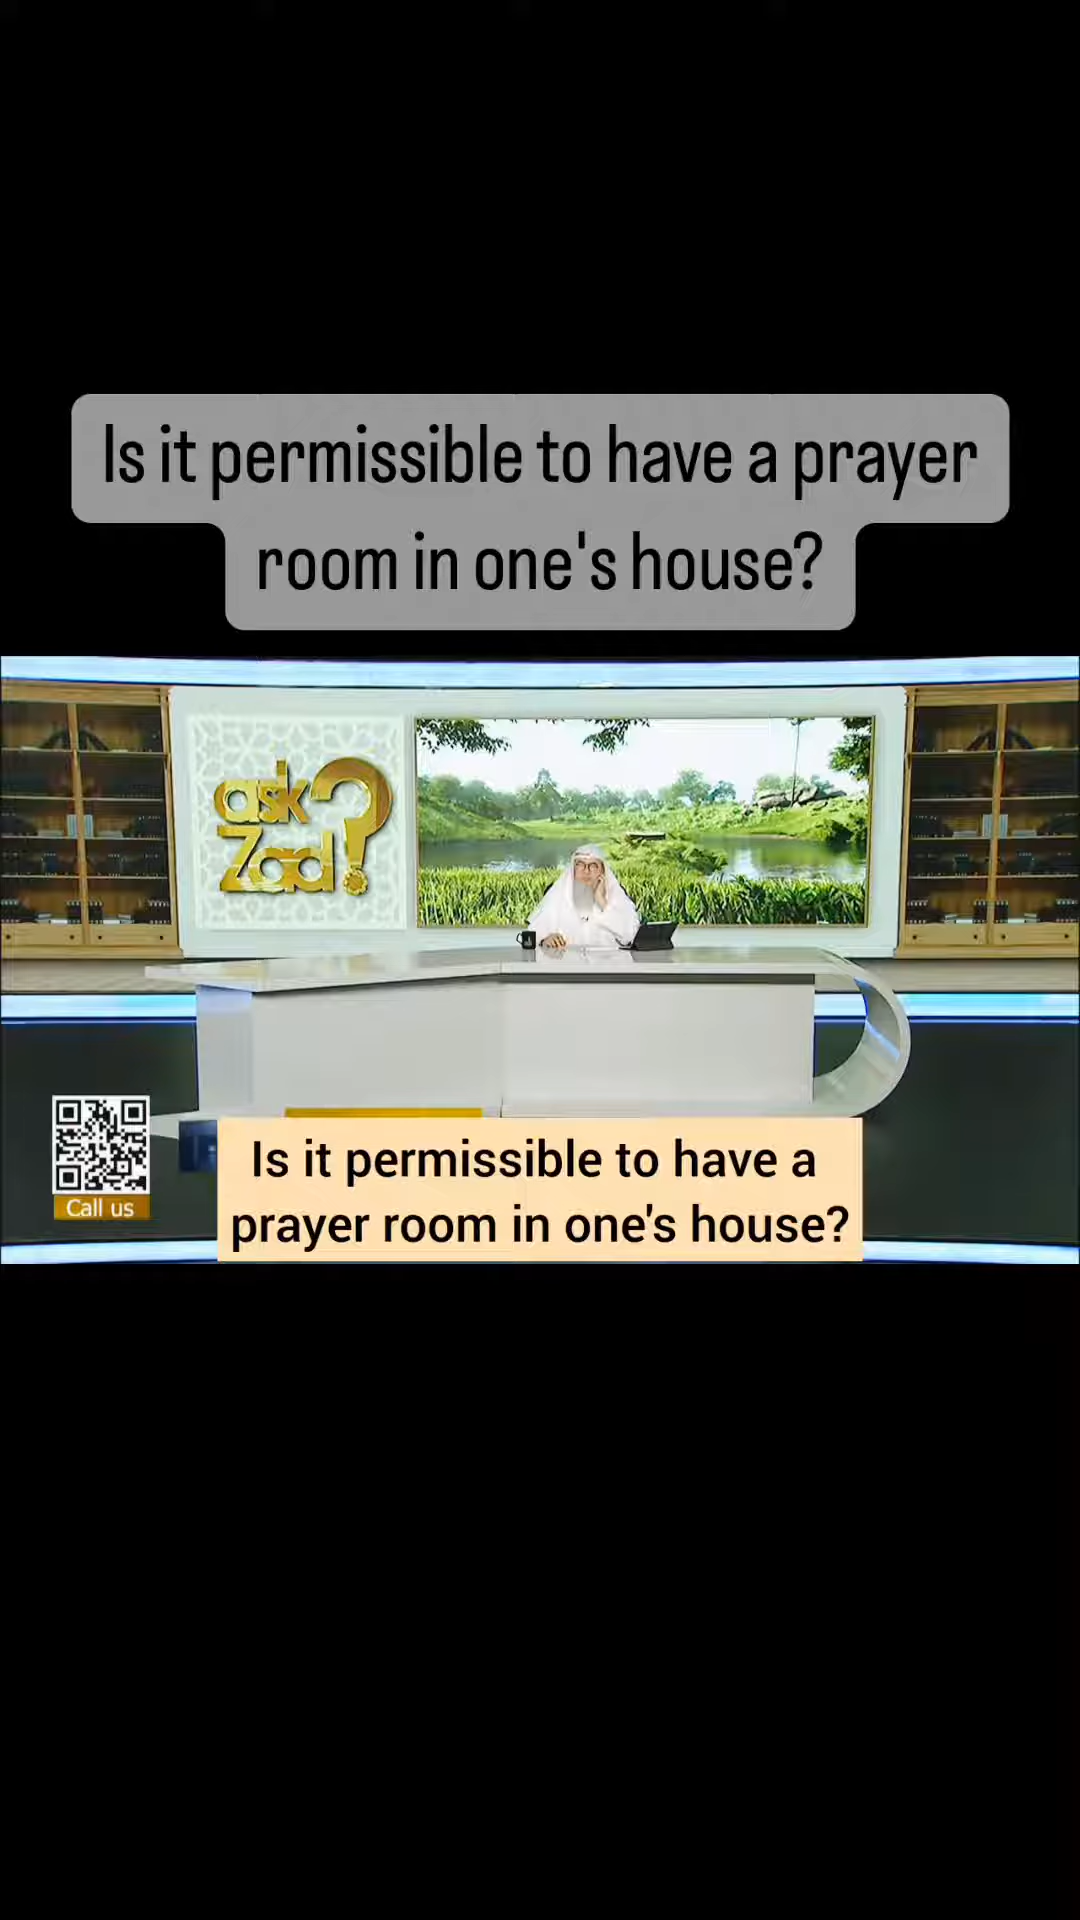 Is it permissible to have a prayer
room in one's house?
ask
Zad
?
Call us
Is it permissible to have a
prayer room in one's house?